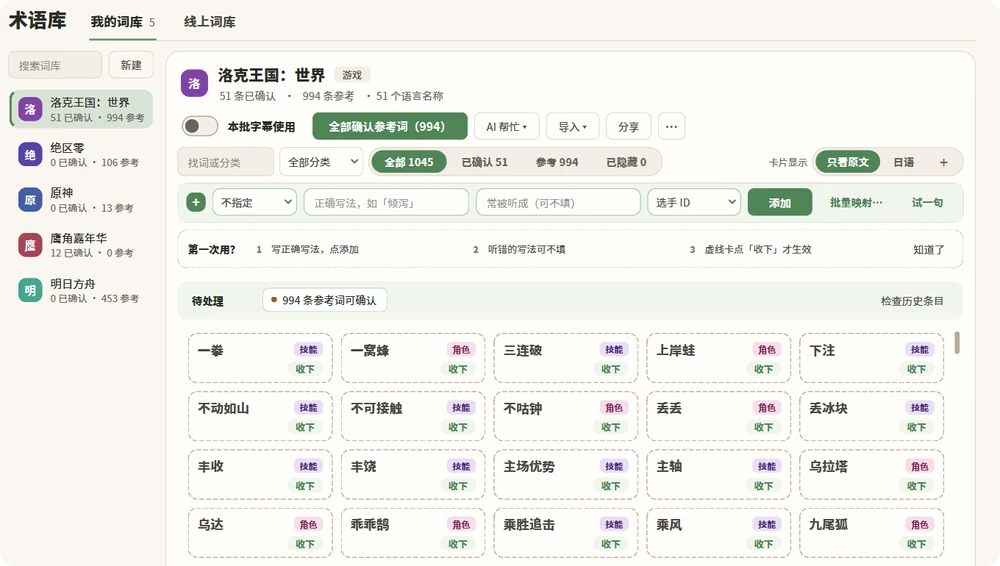 术语库 我的词库 5 线上词库
搜索词库 新建
洛 洛克王国：世界
51 已确认 · 994 参考
绝 绝区零
0 已确认 · 106 参考
原 原神
0 已确认 · 13 参考
鹰 鹰角嘉年华
12 已确认 · 0 参考
明 明日方舟
0 已确认 · 453 参考
洛 洛克王国：世界 游戏
51 条已确认 · 994 条参考 · 51 个语言名称
本批字幕使用 全部确认参考词（994） AI 帮忙 导入 分享 ···
找词或分类 全部分类 全部 1045 已确认 51 参考 994 已隐藏 0 卡片显示 只看原文 日语 +
+ 不指定 正确写法，如「倾泻」 常被听成（可不填） 选手 ID 添加 批量映射··· 试一句
第一次用？ 1 写正确写法，点添加 2 听错的写法可不填 3 虚线卡点「收下」才生效 知道了
待处理 994 条参考词可确认 检查历史条目
一拳 技能 一窝蜂 角色 三连破 技能 上岸蛙 角色 下注 技能
收下 收下 收下 收下 收下
不动如山 技能 不可接触 技能 不咕钟 角色 丢丢 角色 丢冰块 技能
收下 收下 收下 收下 收下
丰收 技能 丰饶 技能 主场优势 技能 主轴 技能 乌拉塔 角色
收下 收下 收下 收下 收下
乌达 角色 乖乖鹄 角色 乘胜追击 技能 乘风 技能 九尾狐 角色
收下 收下 收下 收下 收下